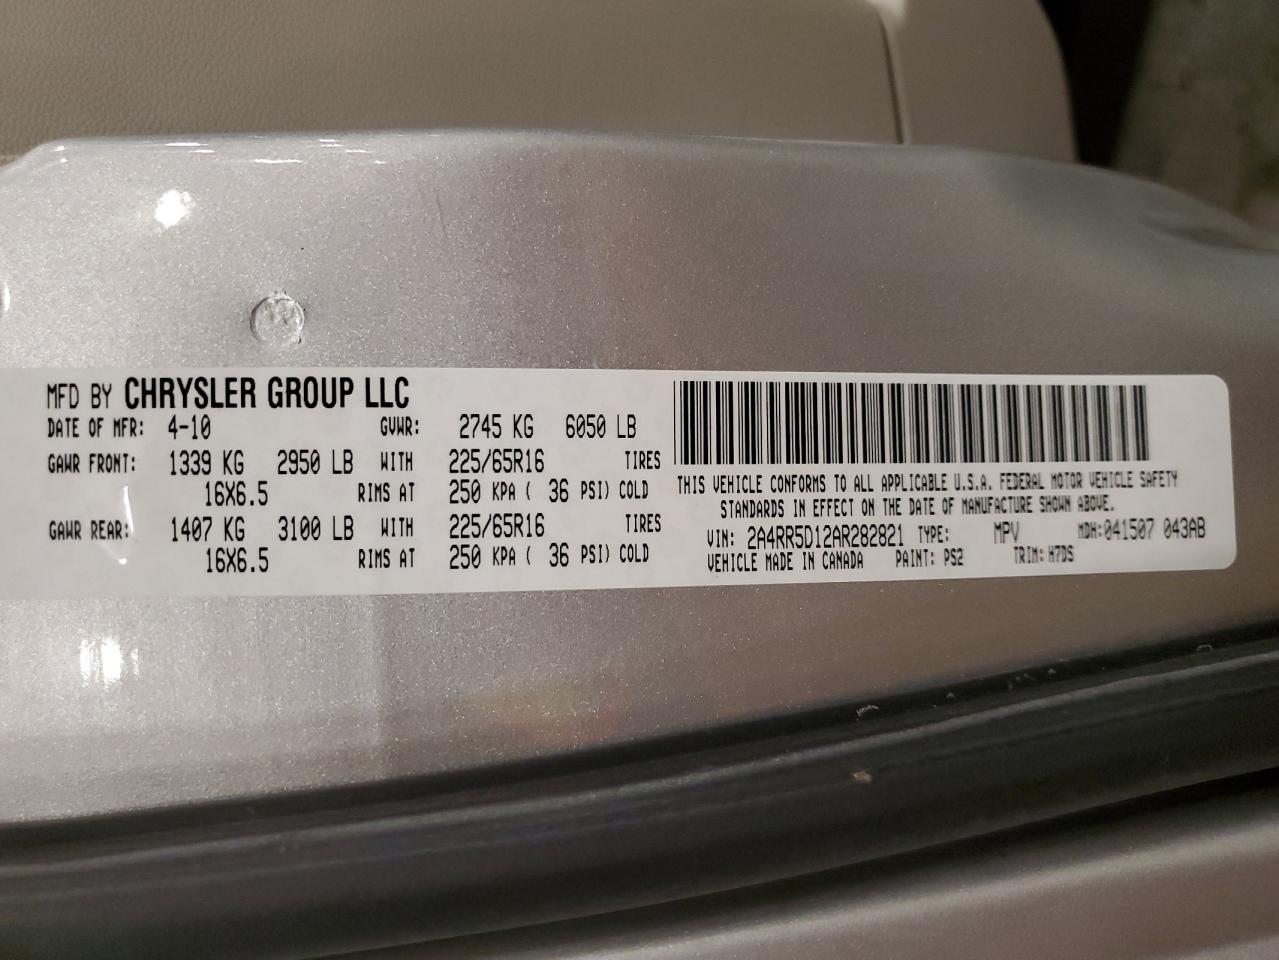 MFD BY CHRYSLER GROUP LLC
DATE OF MFR: 4-10 GVWR: 2745 KG 6050 LB
GAWR FRONT: 1339 KG 2950 LB WITH 225/65R16 TIRES
16X6.5 RIMS AT 250 KPA ( 36 PSI) COLD
GAWR REAR: 1407 KG 3100 LB WITH 225/65R16 TIRES
16X6.5 RIMS AT 250 KPA ( 36 PSI) COLD
THIS VEHICLE CONFORMS TO ALL APPLICABLE U.S.A. FEDERAL MOTOR VEHICLE SAFETY
STANDARDS IN EFFECT ON THE DATE OF MANUFACTURE SHOWN ABOVE.
VIN: 2A4RR5D12AR282821 TYPE: MPV MDH:041507 043AB
VEHICLE MADE IN CANADA PAINT: PS2 TRIM: H7DS